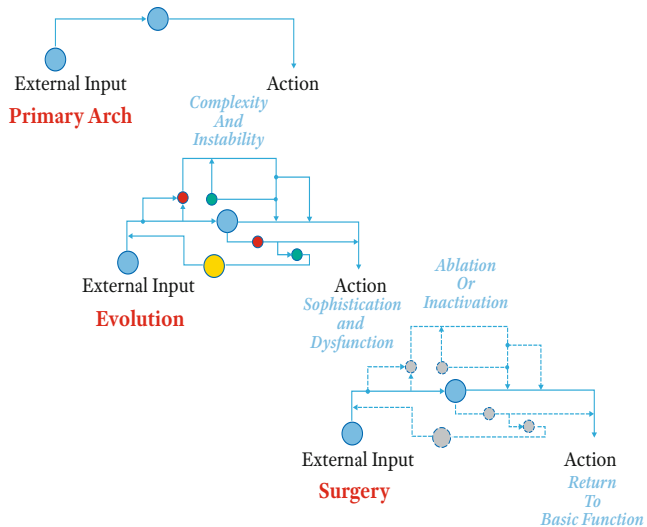 External Input
Action
Primary Arch
Complexity
And
Instability
External Input
Action
Evolution
Sophistication
and
Dysfunction
Ablation
Or
Inactivation
External Input
Action
Surgery
Return
To
Basic Function